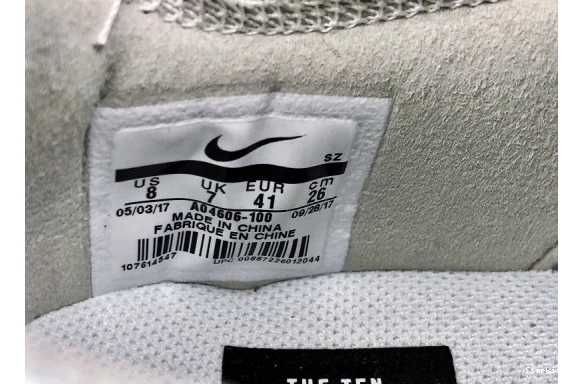 SZ
US UK EUR cm
8 7 41 26
05/03/17 AO4606-100 09/28/17
MADE IN CHINA
FABRIQUE EN CHINE
107614547 UPC 00887226012044
THE TEN